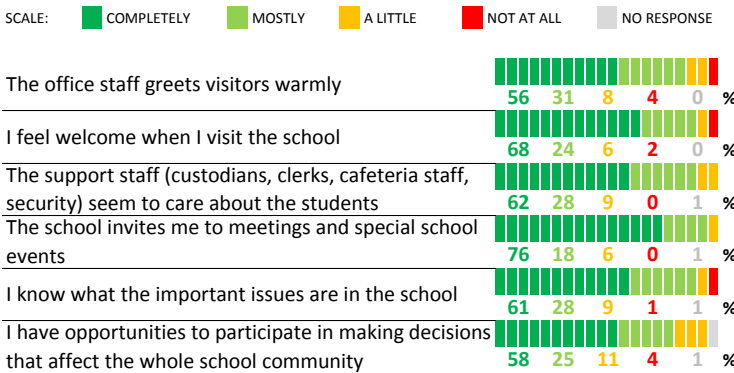 SCALE: COMPLETELY MOSTLY A LITTLE NOT AT ALL NO RESPONSE
The office staff greets visitors warmly
56 31 8 4 0 %
I feel welcome when I visit the school
68 24 6 2 0 %
The support staff (custodians, clerks, cafeteria staff,
security) seem to care about the students
62 28 9 0 1 %
The school invites me to meetings and special school
events
76 18 6 0 1 %
I know what the important issues are in the school
61 28 9 1 1 %
I have opportunities to participate in making decisions
that affect the whole school community
58 25 11 4 1 %